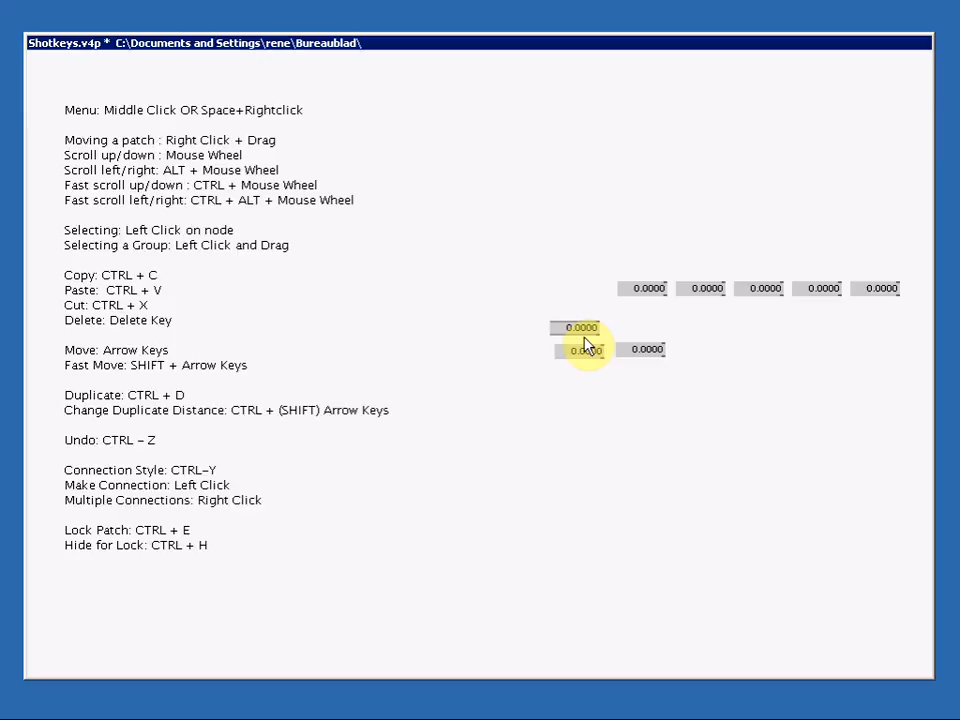 Shotkeys.v4p * C:\Documents and Settings\rene\Bureaublad\
Menu: Middle Click OR Space+Rightclick
Moving a patch : Right Click + Drag
Scroll up/down : Mouse Wheel
Scroll left/right: ALT + Mouse Wheel
Fast scroll up/down : CTRL + Mouse Wheel
Fast scroll left/right: CTRL + ALT + Mouse Wheel
Selecting: Left Click on node
Selecting a Group: Left Click and Drag
Copy: CTRL + C
Paste: CTRL + V
Cut: CTRL + X
Delete: Delete Key
Move: Arrow Keys
Fast Move: SHIFT + Arrow Keys
Duplicate: CTRL + D
Change Duplicate Distance: CTRL + (SHIFT) Arrow Keys
Undo: CTRL - Z
Connection Style: CTRL-Y
Make Connection: Left Click
Multiple Connections: Right Click
Lock Patch: CTRL + E
Hide for Lock: CTRL + H
0.0000 0.0000 0.0000 0.0000 0.0000
0.0000
0.0000 0.0000